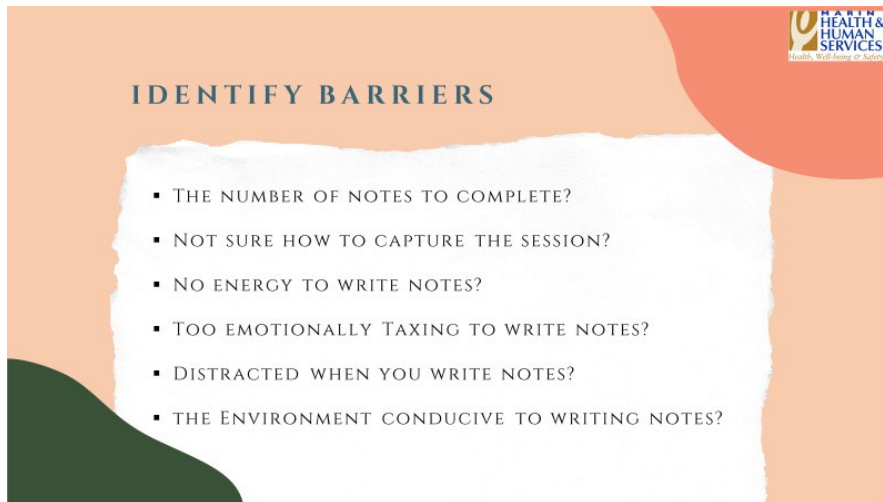 MARIN
HEALTH &
HUMAN
SERVICES
Health, Well-being & Safety
IDENTIFY BARRIERS
▪ The number of notes to complete?
▪ Not sure how to capture the session?
▪ No energy to write notes?
▪ Too emotionally Taxing to write notes?
▪ Distracted when you write notes?
▪ the Environment conducive to writing notes?